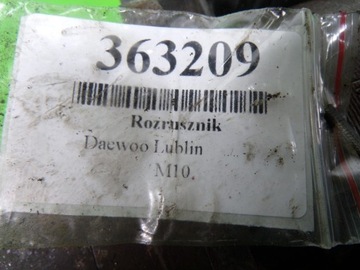 363209
Rozrusznik
Daewoo Lublin
M10.